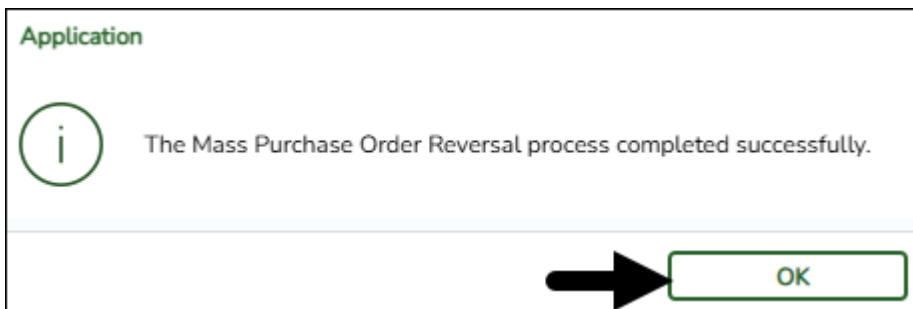 Application
i
The Mass Purchase Order Reversal process completed successfully.
OK